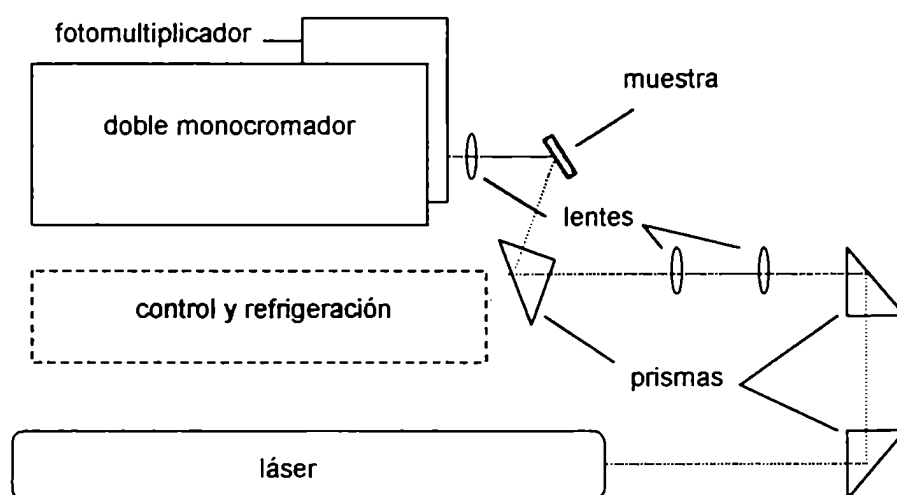 fotomultiplicador
doble monocromador
muestra
lentes
control y refrigeración
prismas
láser